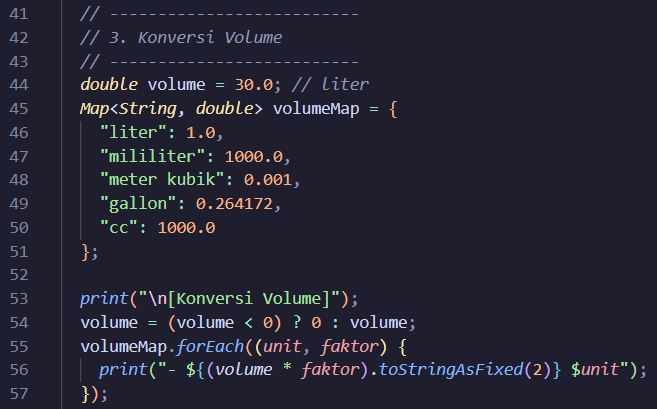 41 // --------------------------
42 // 3. Konversi Volume
43 // --------------------------
44 double volume = 30.0; // liter
45 Map<String, double> volumeMap = {
46 "liter": 1.0,
47 "mililiter": 1000.0,
48 "meter kubik": 0.001,
49 "gallon": 0.264172,
50 "cc": 1000.0
51 };
52
53 print("\n[Konversi Volume]");
54 volume = (volume < 0) ? 0 : volume;
55 volumeMap.forEach((unit, faktor) {
56 print("- ${(volume * faktor).toStringAsFixed(2)} $unit");
57 });